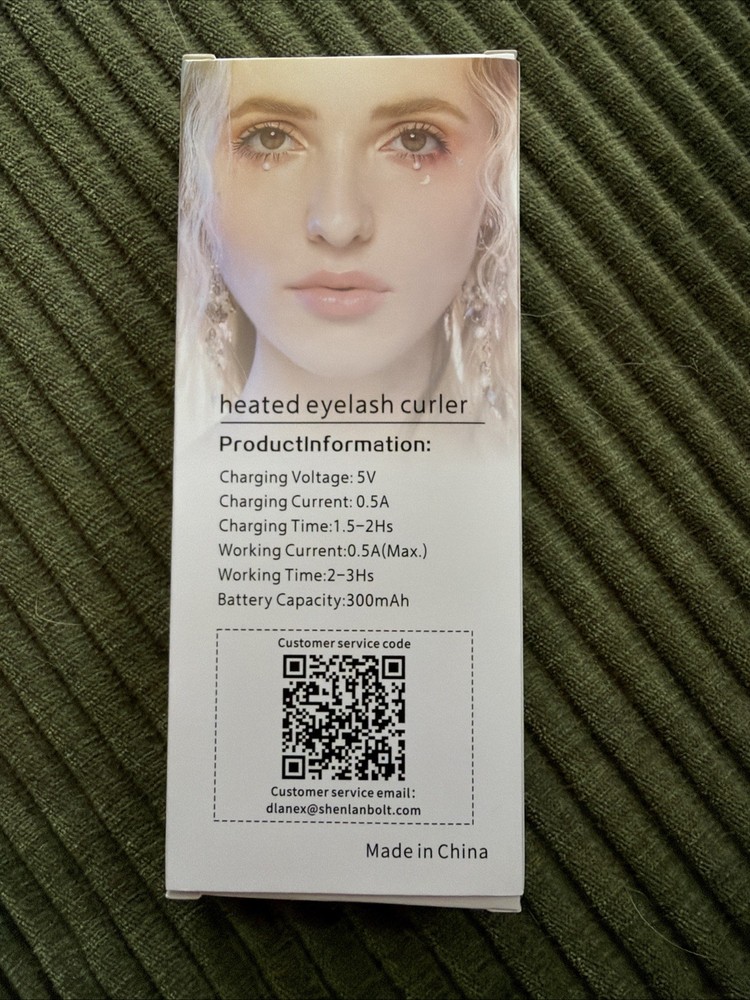 heated eyelash curler
ProductInformation:
Charging Voltage: 5V
Charging Current: 0.5A
Charging Time:1.5-2Hs
Working Current:0.5A(Max.)
Working Time:2-3Hs
Battery Capacity:300mAh
Customer service code
Customer service email:
dlanex@shenlanbolt.com
Made in China